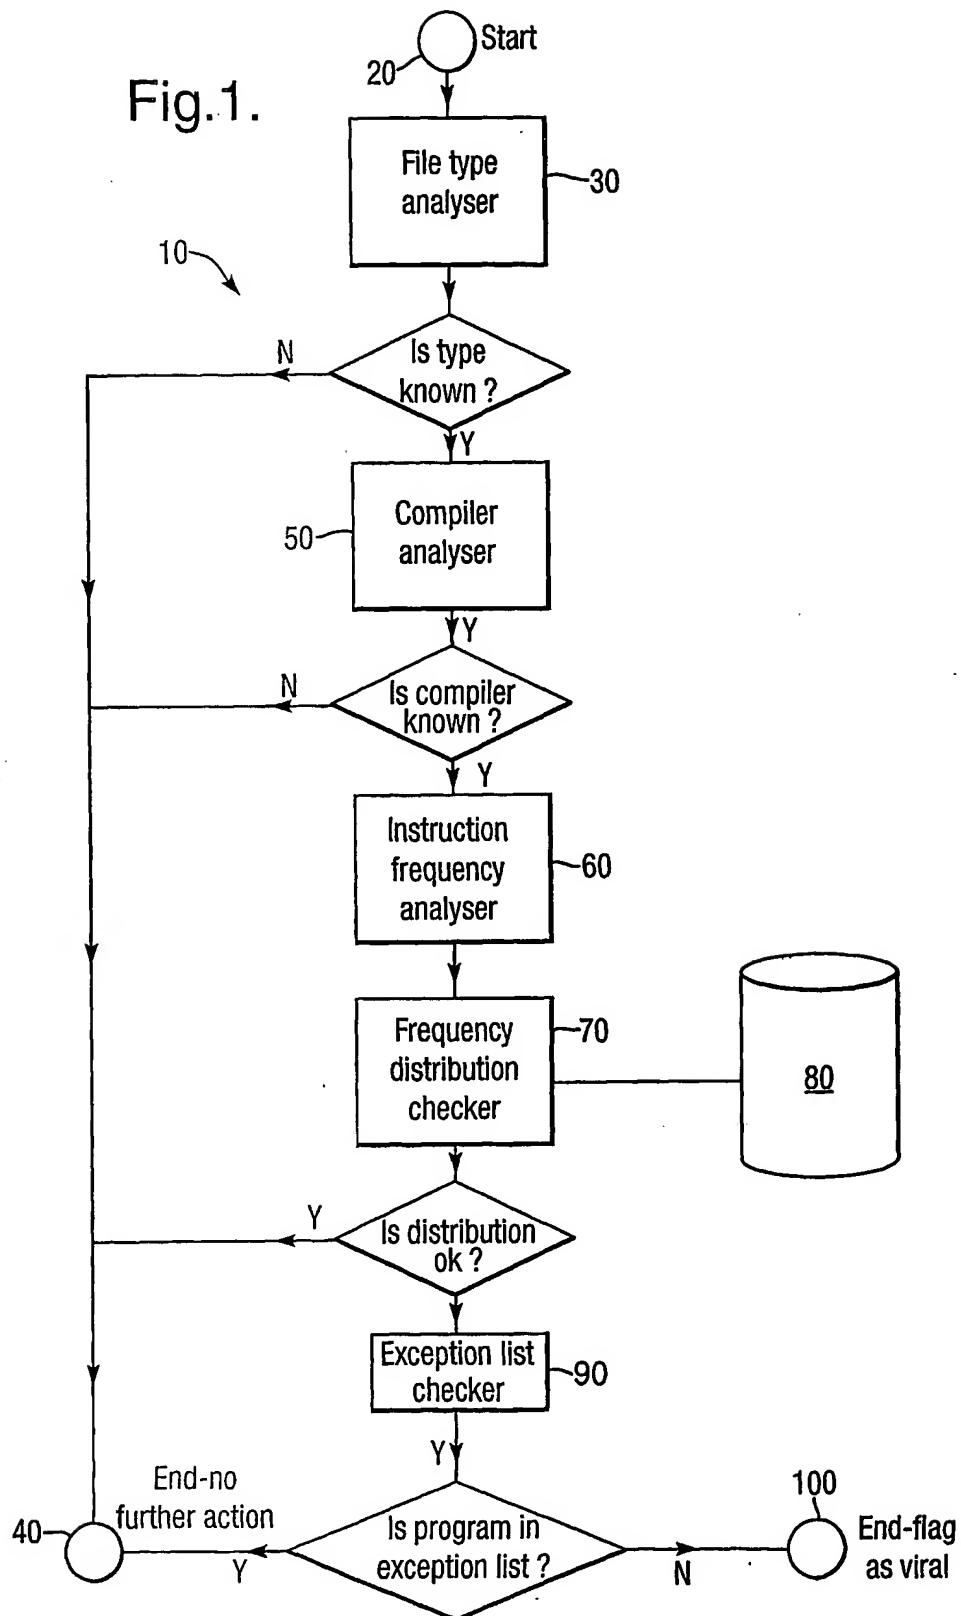 Start
20
Fig.1.
File type
analyser
30
10
N
Is type
known ?
Y
Compiler
analyser
50
Y
N
Is compiler
known ?
Y
Instruction
frequency
analyser
60
Frequency
distribution
checker
70
80
Y
Is distribution
ok ?
Exception list
checker
90
Y
End-no
further action
40
Y
Is program in
exception list ?
N
100
End-flag
as viral